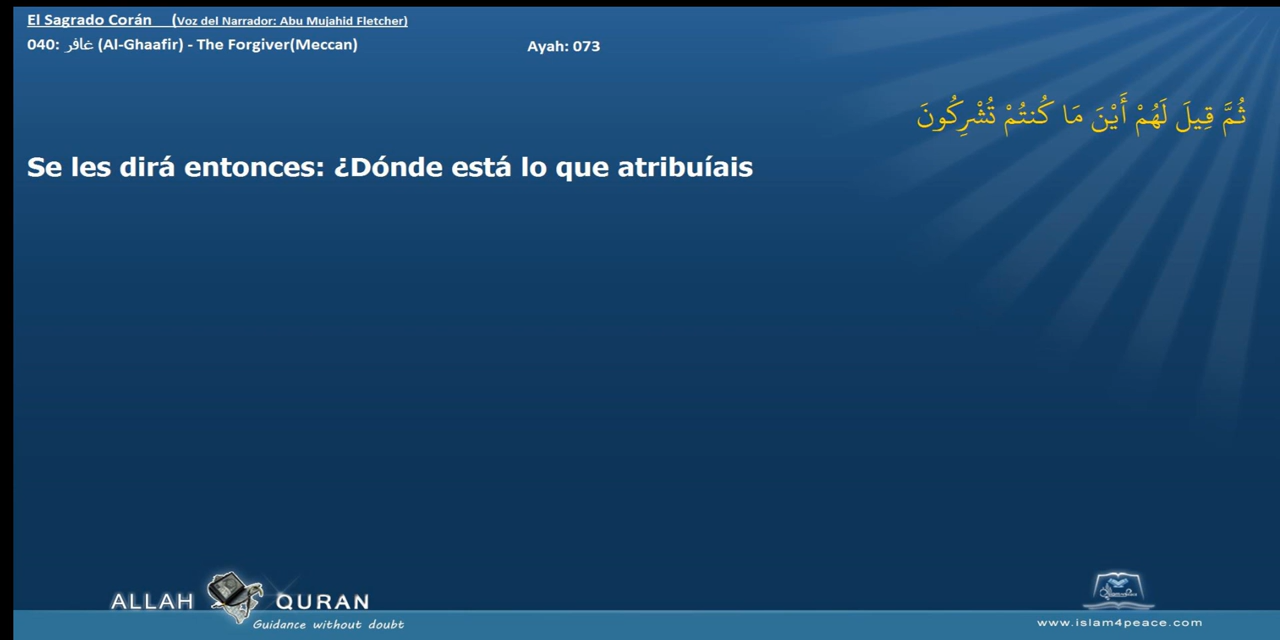 El Sagrado Corán (Voz del Narrador: Abu Mujahid Fletcher)
040: غافر (Al-Ghaafir) - The Forgiver(Meccan) Ayah: 073
ثُمَّ قِيلَ لَهُمْ أَيْنَ مَا كُنتُمْ تُشْرِكُونَ
Se les dirá entonces: ¿Dónde está lo que atribuíais
ALLAH QURAN
Guidance without doubt
www.islam4peace.com